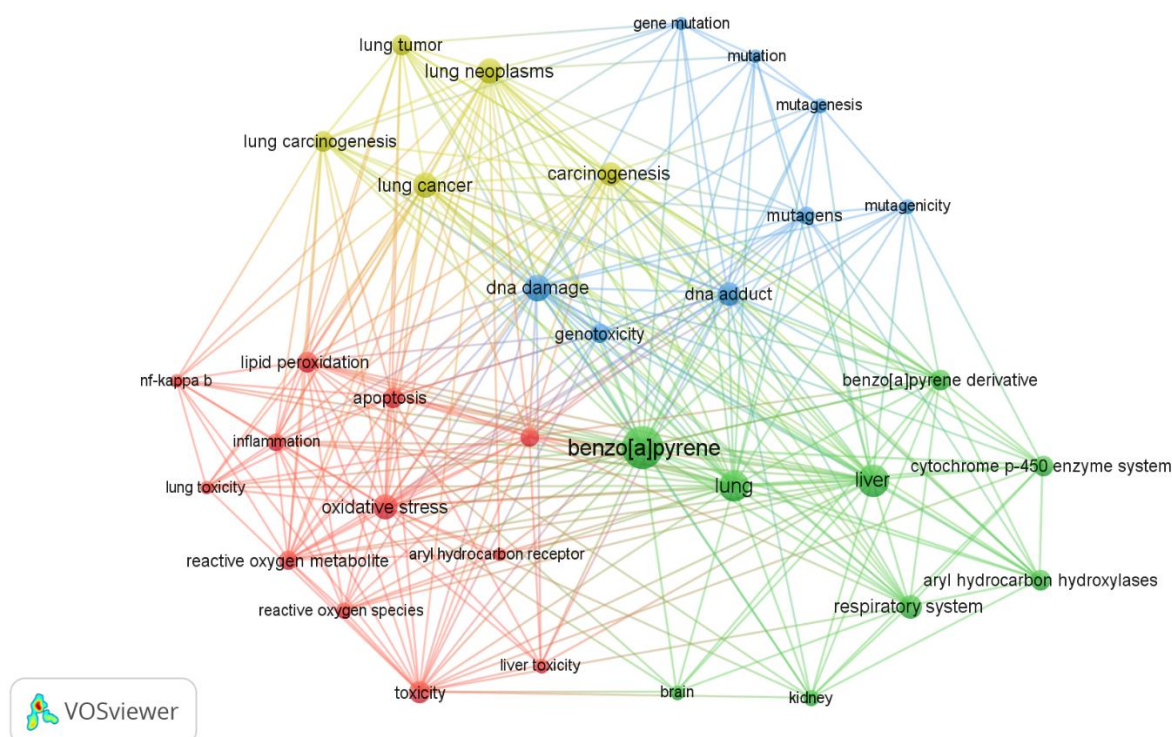 gene mutation
lung tumor
mutation
lung neoplasms
mutagenesis
lung carcinogenesis
carcinogenesis
lung cancer
mutagens
mutagenicity
dna damage
dna adduct
genotoxicity
lipid peroxidation
nf-kappa b
benzo[a]pyrene derivative
apoptosis
inflammation
benzo[a]pyrene
cytochrome p-450 enzyme system
lung toxicity
lung
liver
oxidative stress
reactive oxygen metabolite
aryl hydrocarbon receptor
aryl hydrocarbon hydroxylases
reactive oxygen species
respiratory system
liver toxicity
toxicity
brain
kidney
VOSviewer